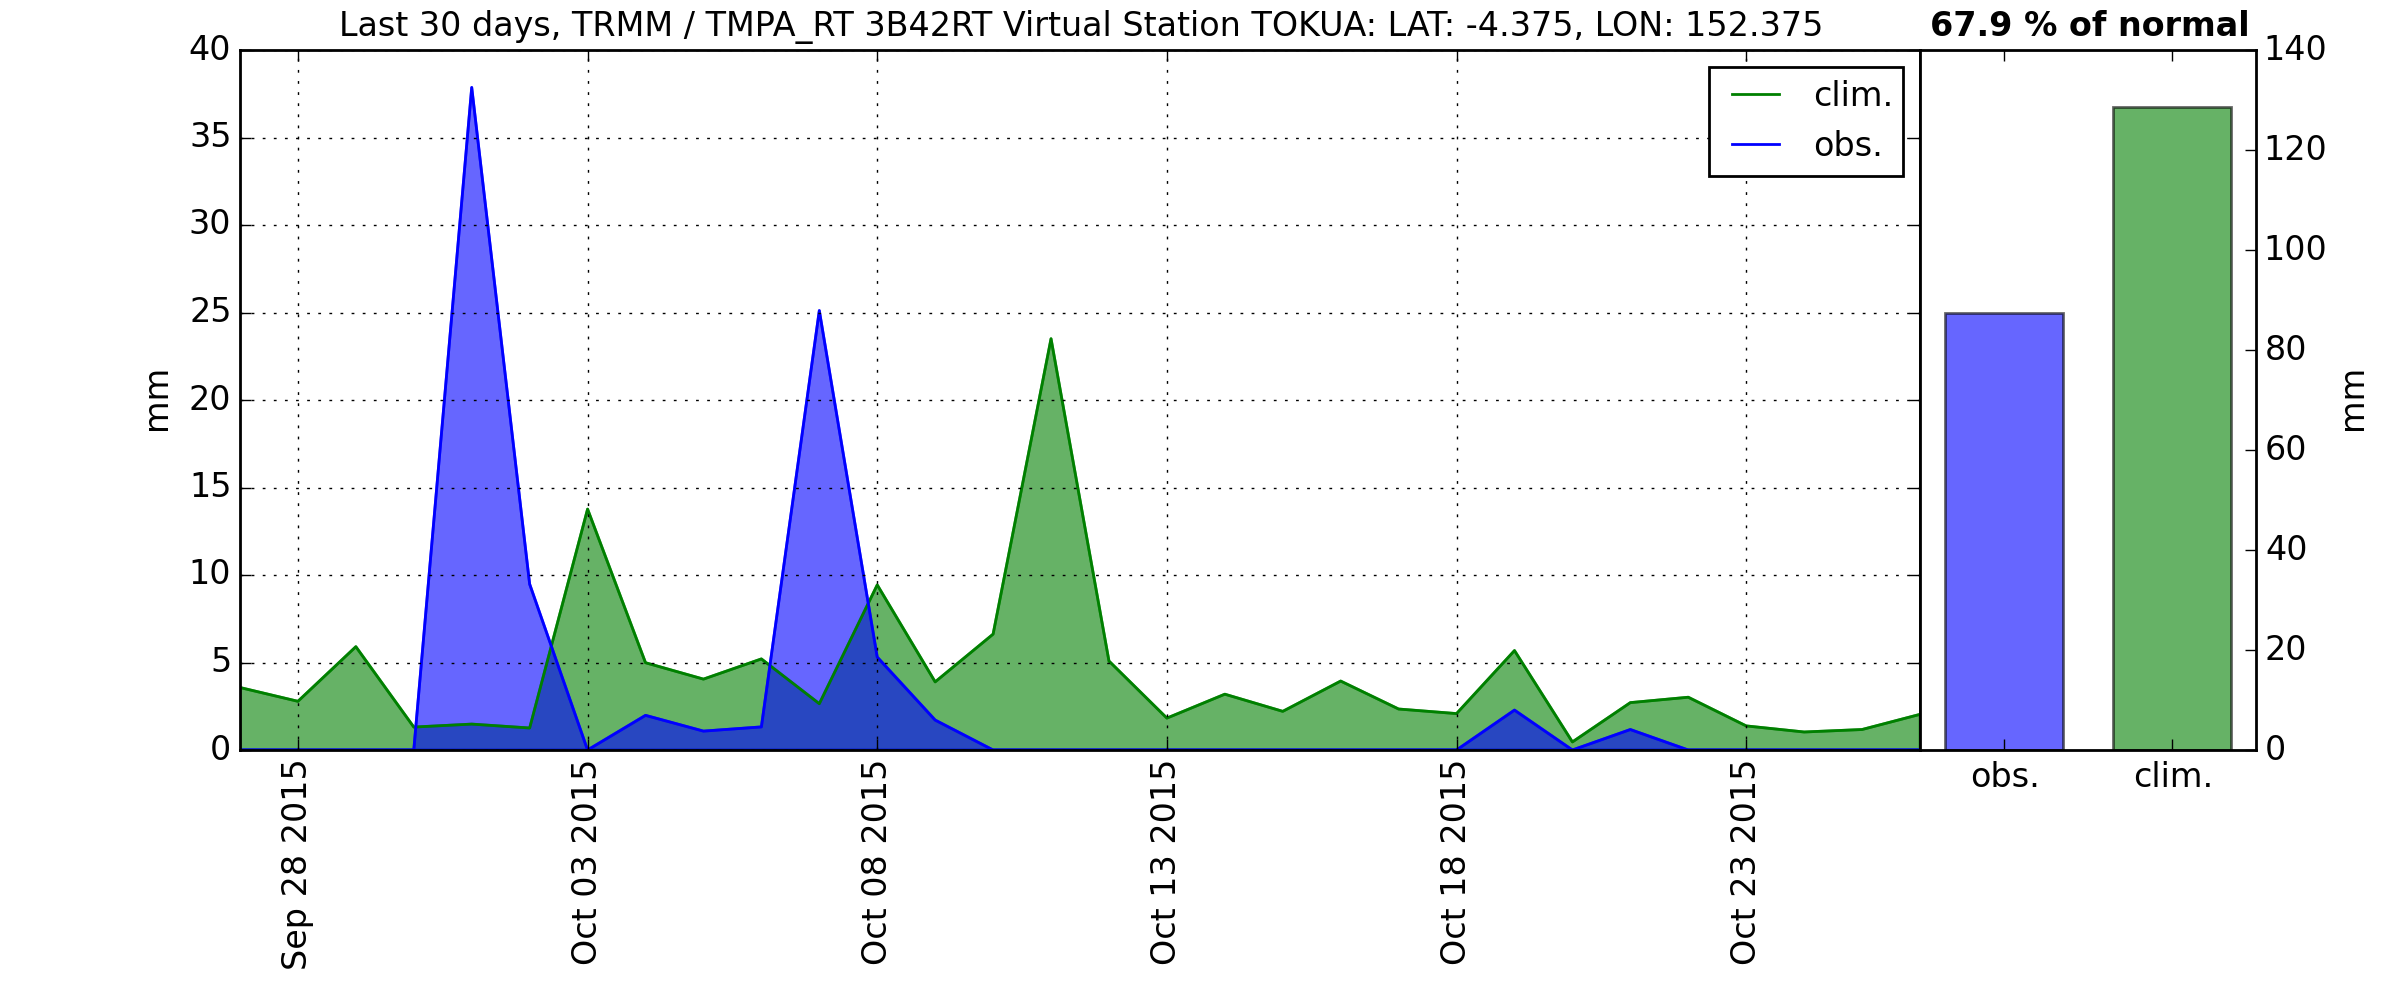 Last 30 days, TRMM / TMPA_RT 3B42RT Virtual Station TOKUA: LAT: -4.375, LON: 152.375
67.9 % of normal
40
35
30
25
20
15
10
5
0
mm
clim.
obs.
Sep 28 2015
Oct 03 2015
Oct 08 2015
Oct 13 2015
Oct 18 2015
Oct 23 2015
140
120
100
80
60
40
20
0
mm
obs.
clim.